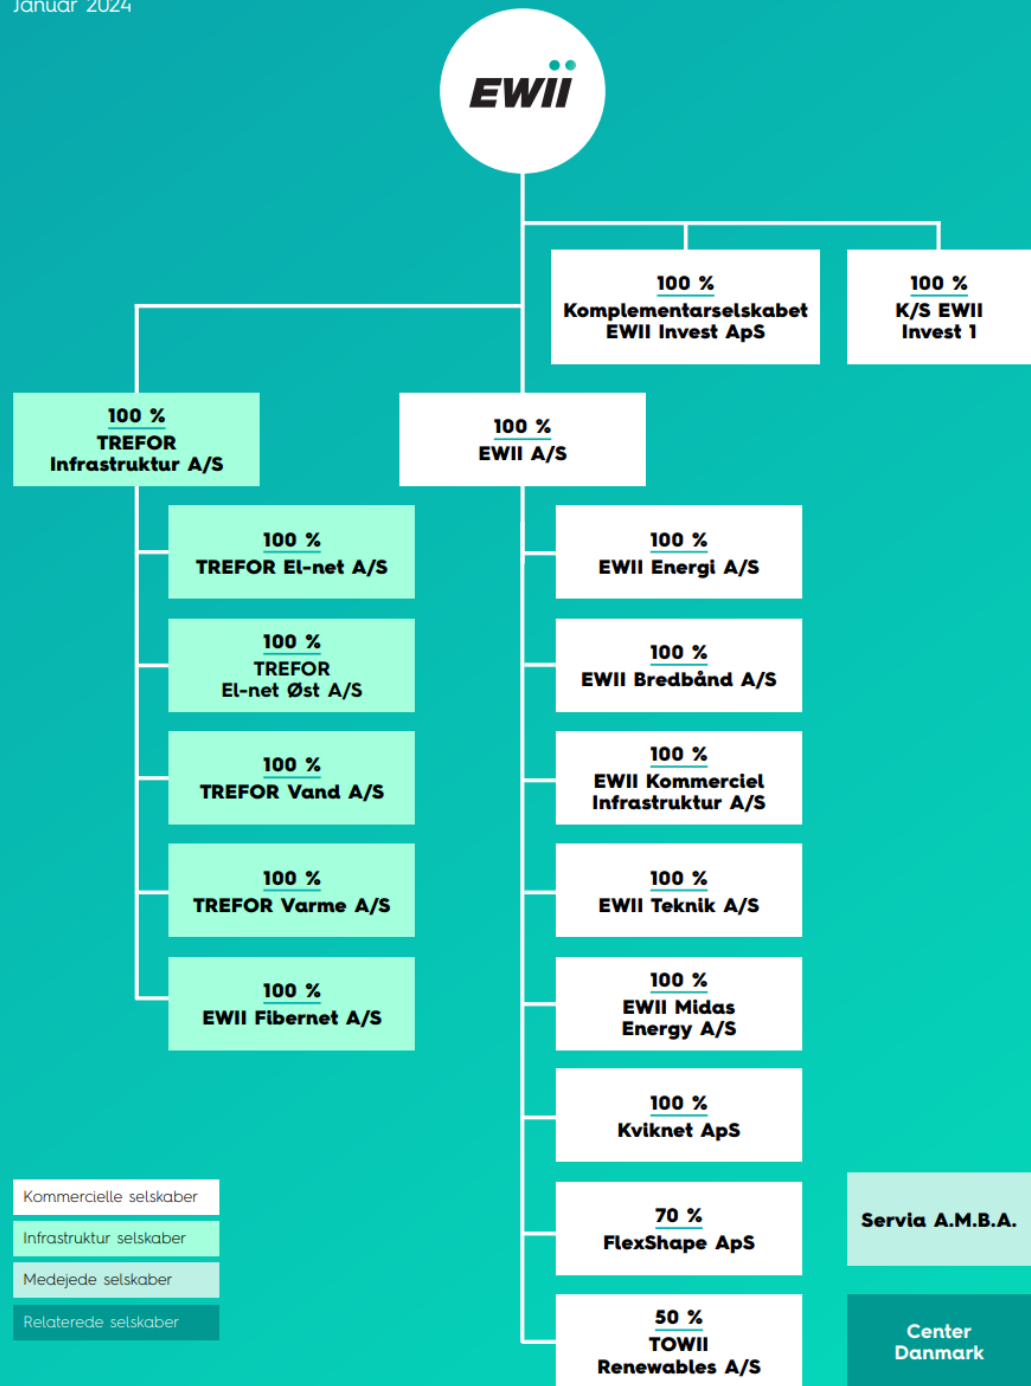 Januar 2024
EWII
100 %
Komplementarselskabet
EWII Invest ApS
100 %
K/S EWII
Invest 1
100 %
TREFOR
Infrastruktur A/S
100 %
EWII A/S
100 %
TREFOR El-net A/S
100 %
TREFOR
El-net Øst A/S
100 %
TREFOR Vand A/S
100 %
TREFOR Varme A/S
100 %
EWII Fibernet A/S
100 %
EWII Energi A/S
100 %
EWII Bredbånd A/S
100 %
EWII Kommerciel
Infrastruktur A/S
100 %
EWII Teknik A/S
100 %
EWII Midas
Energy A/S
100 %
Kviknet ApS
70 %
FlexShape ApS
50 %
TOWII
Renewables A/S
Servia A.M.B.A.
Center
Danmark
Kommercielle selskaber
Infrastruktur selskaber
Medejede selskaber
Relaterede selskaber